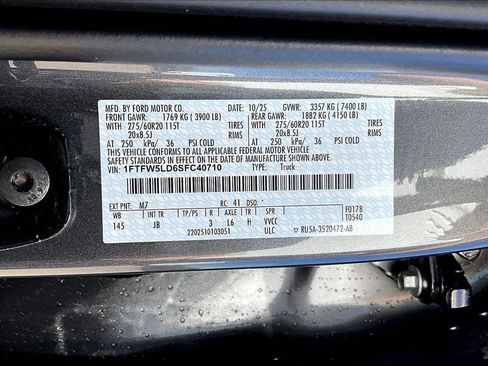 MFD. BY FORD MOTOR CO. 10/25 GVWR: 3357 KG ( 7400 LB)
FRONT GAWR: 1769 KG ( 3900 LB) REAR GAWR: 1882 KG ( 4150 LB)
WITH 275/60R20 115T TIRES WITH 275/60R20 115T TIRES
20x8.5J RIMS 20x8.5J RIMS
AT 250 kPa/ 36 PSI COLD AT 250 kPa/ 36 PSI COLD
THIS VEHICLE CONFORMS TO ALL APPLICABLE
FEDERAL MOTOR VEHICLE SAFETY AND BUMPER STANDARDS IN EFFECT ON THE DATE OF MANUFACTURE SHOWN ABOVE.
VIN: 1FTFW5LD6SFC40710 TYPE: Truck
EXT PNT: M7 RC: 41 DSO:
WB INT TR TP/PS R AXLE TR VVCC F0178
145 JB 3 L6 H ULC T0540
2202510103051 ▽ RU5A-3520472-AB